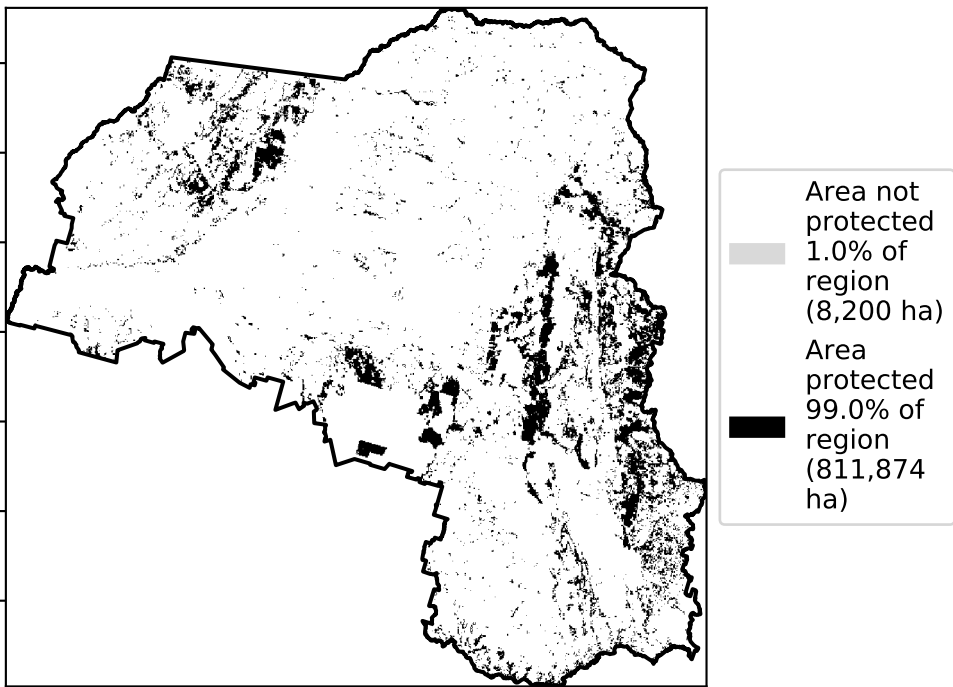 Area not
protected
1.0% of
region
(8,200 ha)
Area
protected
99.0% of
region
(811,874
ha)